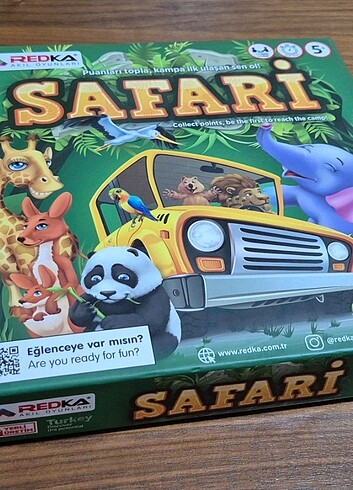 REDKA
AKIL OYUNLARI
5+
Puanları topla, kampa ilk ulaşan sen ol!
SAFARİ
Collect points, be the first to reach the camp!
Eğlenceye var mısın?
Are you ready for fun?
www.redka.com.tr
@redka
REDKA
AKIL OYUNLARI
SAFARİ
YERLİ ÜRETİM
Turkey